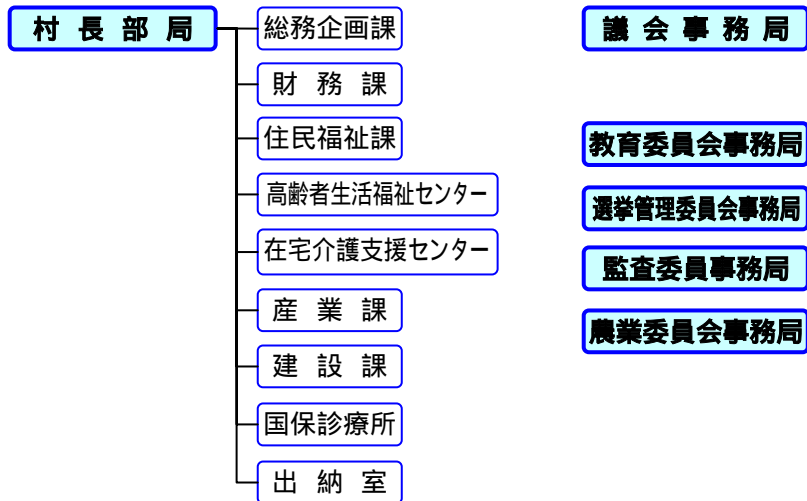 村長部局
総務企画課
財務課
住民福祉課
高齢者生活福祉センター
在宅介護支援センター
産業課
建設課
国保診療所
出納室
議会事務局
教育委員会事務局
選挙管理委員会事務局
監査委員事務局
農業委員会事務局